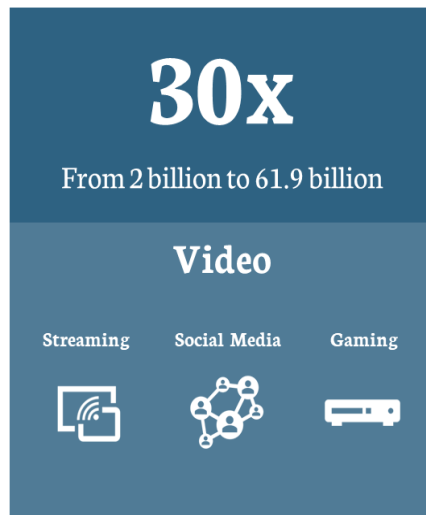 30x
From 2 billion to 61.9 billion
Video
Streaming Social Media Gaming